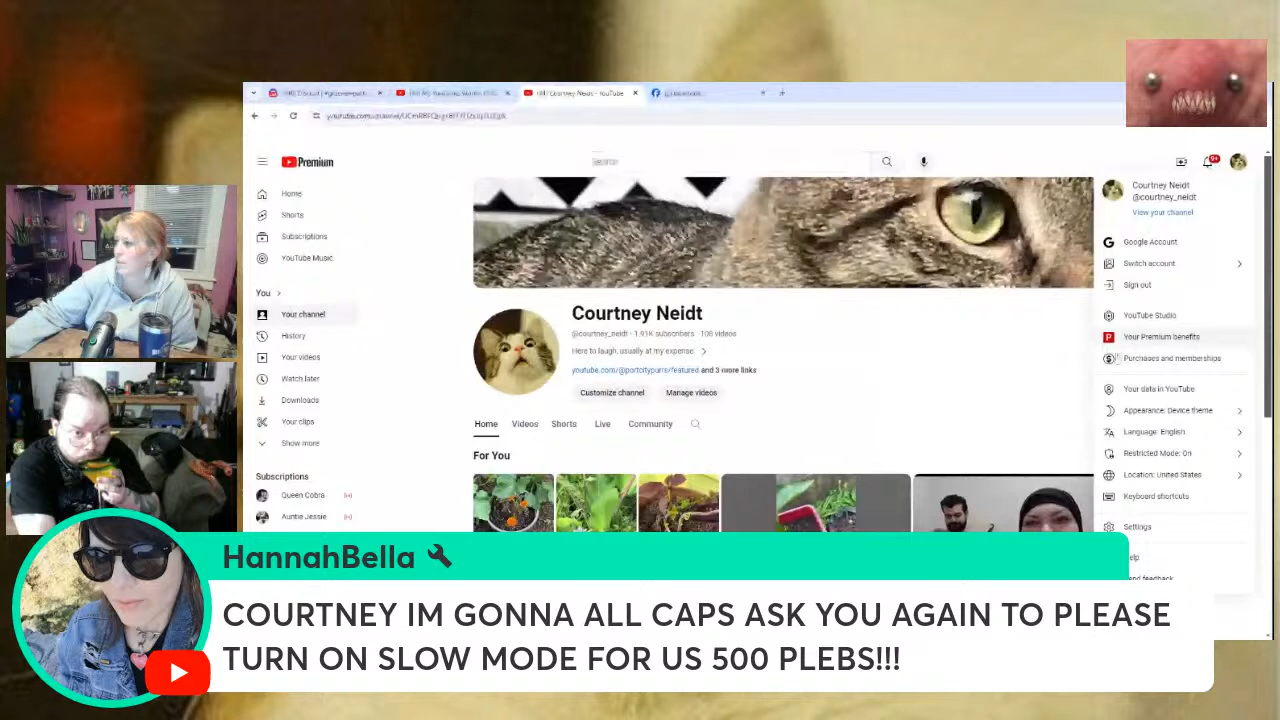 Premium
Search
9+
Home
Shorts
Subscriptions
YouTube Music
You
Your channel
History
Your videos
Watch later
Downloads
Your clips
Show more
Subscriptions
Queen Cobra
Auntie Jessie
Courtney Neidt
@courtney_neidt · 1.91K subscribers · 108 videos
Here to laugh, usually at my expense.
youtube.com/@portcitypurrs/featured and 3 more links
Customize channel
Manage videos
Home
Videos
Shorts
Live
Community
For You
Courtney Neidt
@courtney_neidt
View your channel
Google Account
Switch account
Sign out
YouTube Studio
Your Premium benefits
Purchases and memberships
Your data in YouTube
Appearance: Device theme
Language: English
Restricted Mode: On
Location: United States
Keyboard shortcuts
Settings
HannahBella
COURTNEY IM GONNA ALL CAPS ASK YOU AGAIN TO PLEASE
TURN ON SLOW MODE FOR US 500 PLEBS!!!